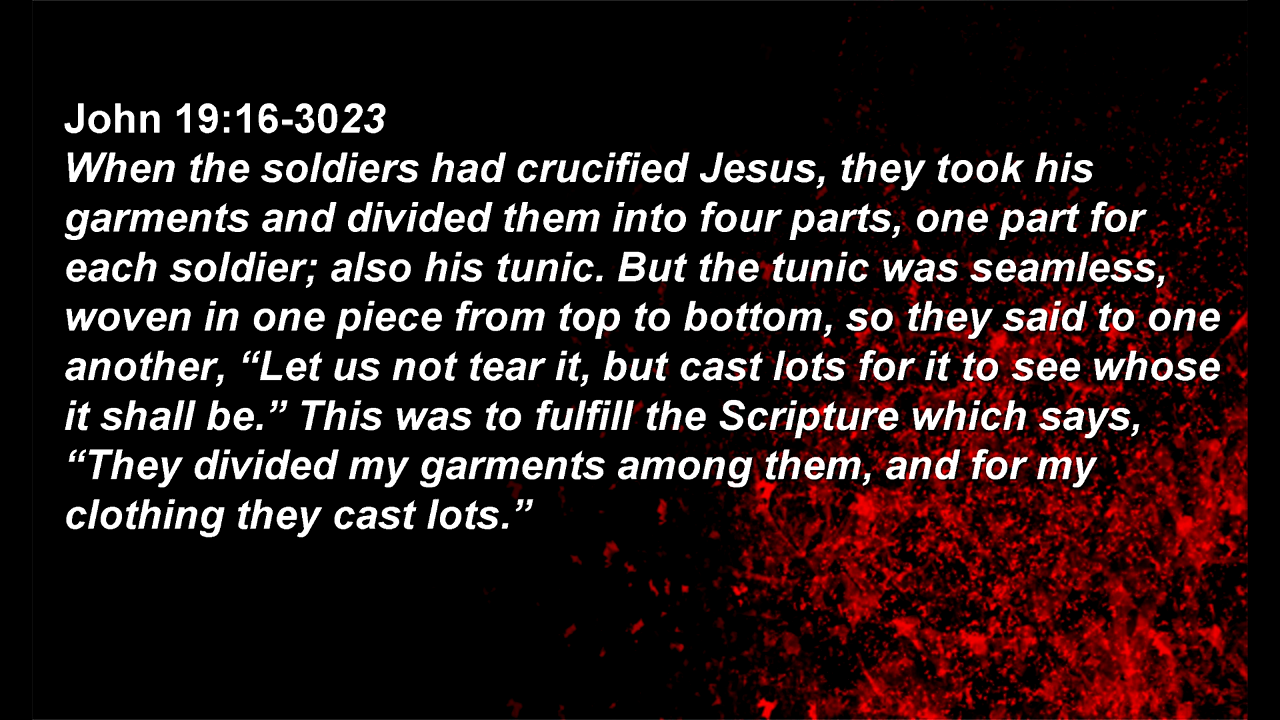 John 19:16-3023
When the soldiers had crucified Jesus, they took his
garments and divided them into four parts, one part for
each soldier; also his tunic. But the tunic was seamless,
woven in one piece from top to bottom, so they said to one
another, “Let us not tear it, but cast lots for it to see whose
it shall be.” This was to fulfill the Scripture which says,
“They divided my garments among them, and for my
clothing they cast lots.”